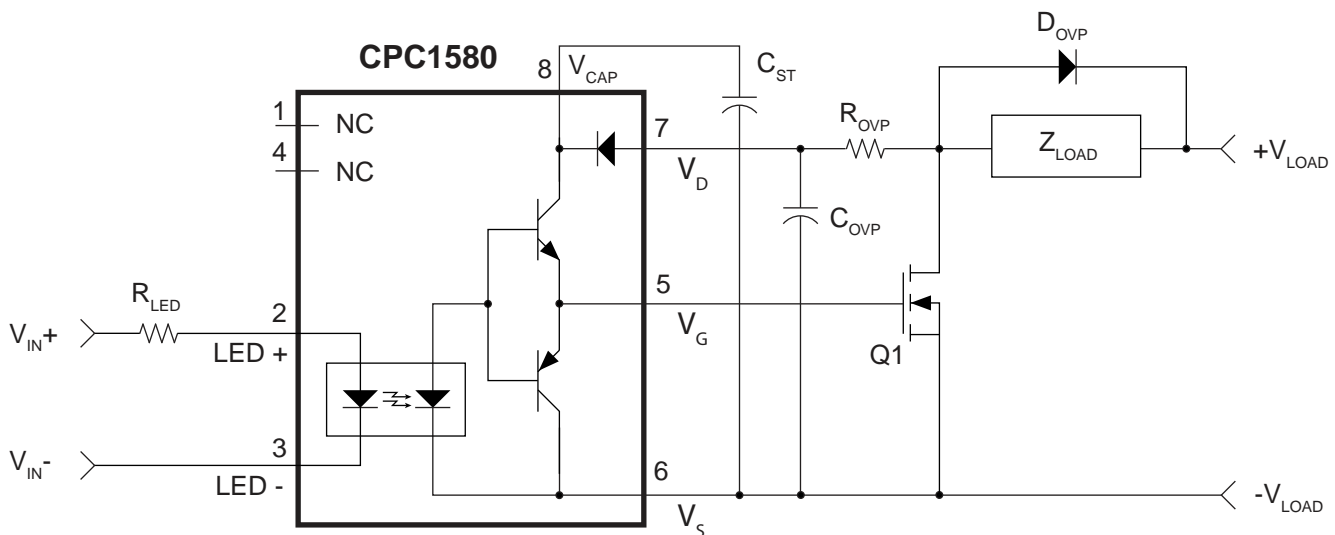 CPC1580
D_OVP
8
V_CAP
C_ST
1
NC
7
R_OVP
Z_LOAD
+V_LOAD
4
NC
V_D
C_OVP
R_LED
5
2
V_IN+
V_G
LED +
Q1
3
6
V_IN-
LED -
V_S
-V_LOAD